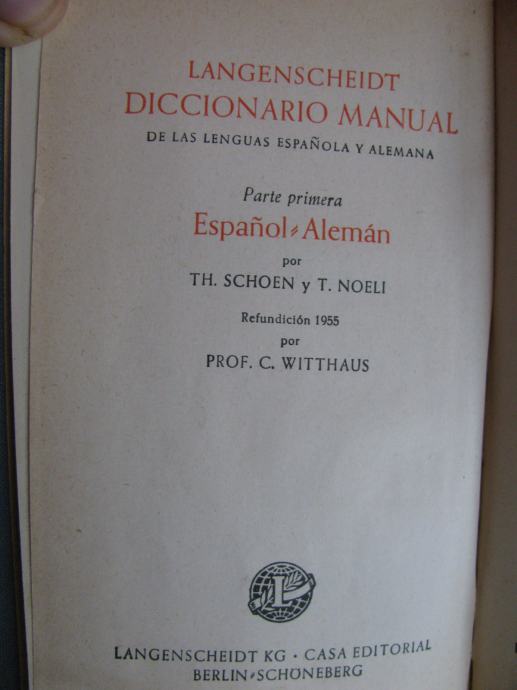 LANGENSCHEIDT
DICCIONARIO MANUAL
DE LAS LENGUAS ESPAÑOLA Y ALEMANA
Parte primera
Español⸗Alemán
por
TH. SCHOEN y T. NOELI
Refundición 1955
por
PROF. C. WITTHAUS
L
LANGENSCHEIDT KG · CASA EDITORIAL
BERLIN⸗SCHÖNEBERG